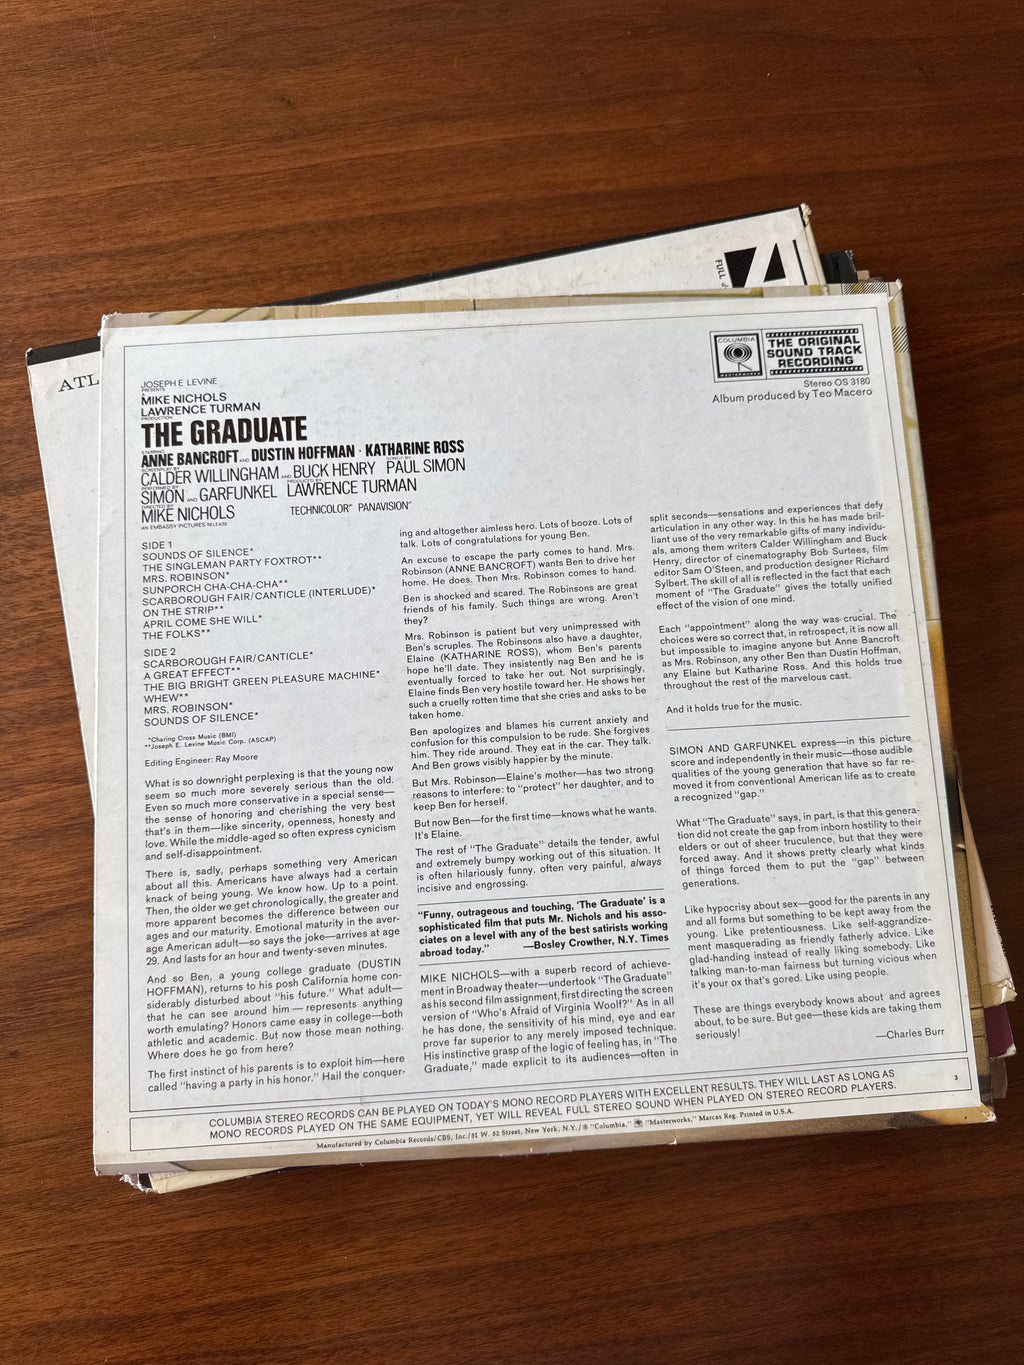 FULL
ATL
COLUMBIA
MASTERWORKS
THE ORIGINAL
SOUND TRACK
RECORDING
Stereo OS 3180
Album produced by Teo Macero
JOSEPH E. LEVINE
PRESENTS
A
MIKE NICHOLS
LAWRENCE TURMAN
PRODUCTION
THE GRADUATE
STARRING
ANNE BANCROFT AND DUSTIN HOFFMAN · KATHARINE ROSS
SCREENPLAY BY SONGS BY
CALDER WILLINGHAM AND BUCK HENRY PAUL SIMON
PERFORMED BY PRODUCED BY
SIMON AND GARFUNKEL LAWRENCE TURMAN
DIRECTED BY
MIKE NICHOLS TECHNICOLOR® PANAVISION®
AN EMBASSY PICTURES RELEASE
SIDE 1
SOUNDS OF SILENCE*
THE SINGLEMAN PARTY FOXTROT**
MRS. ROBINSON*
SUNPORCH CHA-CHA-CHA**
SCARBOROUGH FAIR/CANTICLE (INTERLUDE)*
ON THE STRIP**
APRIL COME SHE WILL*
THE FOLKS**
SIDE 2
SCARBOROUGH FAIR/CANTICLE*
A GREAT EFFECT**
THE BIG BRIGHT GREEN PLEASURE MACHINE*
WHEW**
MRS. ROBINSON*
SOUNDS OF SILENCE*
*Charing Cross Music (BMI)
**Joseph E. Levine Music Corp. (ASCAP)
Editing Engineer: Ray Moore
What is so downright perplexing is that the young now
seem so much more severely serious than the old.
Even so much more conservative in a special sense—
the sense of honoring and cherishing the very best
that's in them—like sincerity, openness, honesty and
love. While the middle-aged so often express cynicism
and self-disappointment.
There is, sadly, perhaps something very American
about all this. Americans have always had a certain
knack of being young. We know how. Up to a point.
Then, the older we get chronologically, the greater and
more apparent becomes the difference between our
ages and our maturity. Emotional maturity in the aver-
age American adult—so says the joke—arrives at age
29. And lasts for an hour and twenty-seven minutes.
And so Ben, a young college graduate (DUSTIN
HOFFMAN), returns to his posh California home con-
siderably disturbed about "his future." What adult—
that he can see around him—represents anything
worth emulating? Honors came easy in college—both
athletic and academic. But now those mean nothing.
Where does he go from here?
The first instinct of his parents is to exploit him—here
called "having a party in his honor." Hail the conquer-
ing and altogether aimless hero. Lots of booze. Lots of
talk. Lots of congratulations for young Ben.
An excuse to escape the party comes to hand. Mrs.
Robinson (ANNE BANCROFT) wants Ben to drive her
home. He does. Then Mrs. Robinson comes to hand.
Ben is shocked and scared. The Robinsons are great
friends of his family. Such things are wrong. Aren't
they?
Mrs. Robinson is patient but very unimpressed with
Ben's scruples. The Robinsons also have a daughter,
Elaine (KATHARINE ROSS), whom Ben's parents
hope he'll date. They insistently nag Ben and he is
eventually forced to take her out. Not surprisingly,
Elaine finds Ben very hostile toward her. He shows her
such a cruelly rotten time that she cries and asks to be
taken home.
Ben apologizes and blames his current anxiety and
confusion for this compulsion to be rude. She forgives
him. They ride around. They eat in the car. They talk.
And Ben grows visibly happier by the minute.
But Mrs. Robinson—Elaine's mother—has two strong
reasons to interfere: to "protect" her daughter, and to
keep Ben for herself.
But now Ben—for the first time—knows what he wants.
It's Elaine.
The rest of "The Graduate" details the tender, awful
and extremely bumpy working out of this situation. It
is often hilariously funny, often very painful, always
incisive and engrossing.
"Funny, outrageous and touching, 'The Graduate' is a
sophisticated film that puts Mr. Nichols and his asso-
ciates on a level with any of the best satirists working
abroad today." —Bosley Crowther, N.Y. Times
MIKE NICHOLS—with a superb record of achieve-
ment in Broadway theater—undertook "The Graduate"
as his second film assignment, first directing the screen
version of "Who's Afraid of Virginia Woolf?" As in all
he has done, the sensitivity of his mind, eye and ear
prove far superior to any merely imposed technique.
His instinctive grasp of the logic of feeling has, in "The
Graduate," made explicit to its audiences—often in
split seconds—sensations and experiences that defy
articulation in any other way. In this he has made bril-
liant use of the very remarkable gifts of many individu-
als, among them writers Calder Willingham and Buck
Henry, director of cinematography Bob Surtees, film
editor Sam O'Steen, and production designer Richard
Sylbert. The skill of all is reflected in the fact that each
moment of "The Graduate" gives the totally unified
effect of the vision of one mind.
Each "appointment" along the way was crucial. The
choices were so correct that, in retrospect, it is now all
but impossible to imagine anyone but Anne Bancroft
as Mrs. Robinson, any other Ben than Dustin Hoffman,
any Elaine but Katharine Ross. And this holds true
throughout the rest of the marvelous cast.
And it holds true for the music.
SIMON AND GARFUNKEL express—in this picture
score and independently in their music—those audible
qualities of the young generation that have so far re-
moved it from conventional American life as to create
a recognized "gap."
What "The Graduate" says, in part, is that this genera-
tion did not create the gap from inborn hostility to their
elders or out of sheer truculence, but that they were
forced away. And it shows pretty clearly what kinds
of things forced them to put the "gap" between
generations.
Like hypocrisy about sex—good for the parents in any
and all forms but something to be kept away from the
young. Like pretentiousness. Like self-aggrandize-
ment masquerading as friendly fatherly advice. Like
glad-handing instead of really liking somebody. Like
talking man-to-man fairness but turning vicious when
it's your ox that's gored. Like using people.
These are things everybody knows about and agrees
about, to be sure. But gee—these kids are taking them
seriously!
—Charles Burr
3
COLUMBIA STEREO RECORDS CAN BE PLAYED ON TODAY'S MONO RECORD PLAYERS WITH EXCELLENT RESULTS. THEY WILL LAST AS LONG AS
MONO RECORDS PLAYED ON THE SAME EQUIPMENT, YET WILL REVEAL FULL STEREO SOUND WHEN PLAYED ON STEREO RECORD PLAYERS.
Manufactured by Columbia Records/CBS, Inc./51 W. 52 Street, New York, N.Y./® "Columbia," "Masterworks," Marcas Reg. Printed in U.S.A.